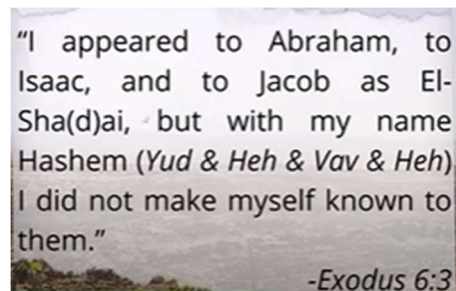 “I appeared to Abraham, to
Isaac, and to Jacob as El-
Sha(d)ai, but with my name
Hashem (Yud & Heh & Vav & Heh)
I did not make myself known to
them.”
-Exodus 6:3